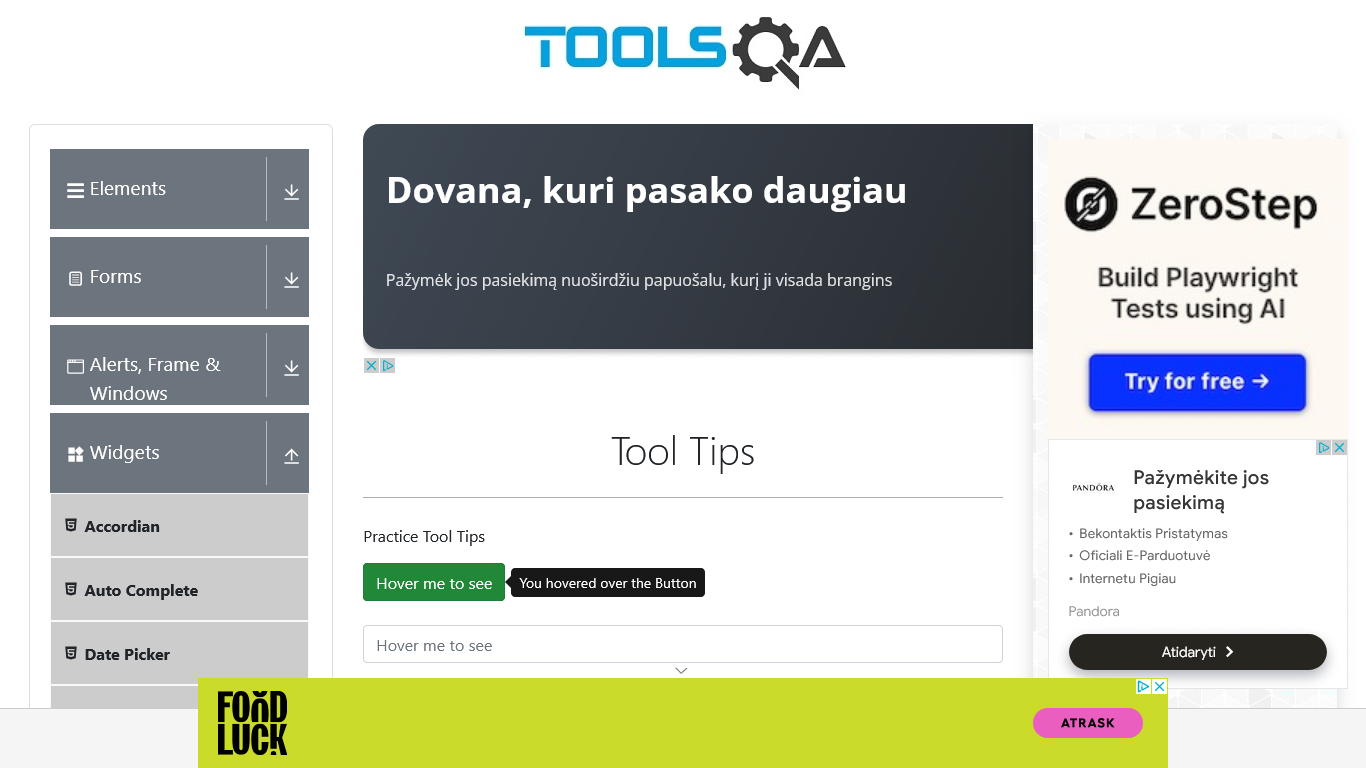 TOOLSQA
Elements
Forms
Alerts, Frame &
Windows
Widgets
Accordian
Auto Complete
Date Picker
Dovana, kuri pasako daugiau
Pažymėk jos pasiekimą nuoširdžiu papuošalu, kurį ji visada brangins
Tool Tips
Practice Tool Tips
Hover me to see
You hovered over the Button
Hover me to see
ZeroStep
Build Playwright
Tests using AI
Try for free →
PANDÖRA
Pažymėkite jos
pasiekimą
• Bekontaktis Pristatymas
• Oficiali E-Parduotuvė
• Internetu Pigiau
Pandora
Atidaryti
FOOD
LUCK
ATRASK